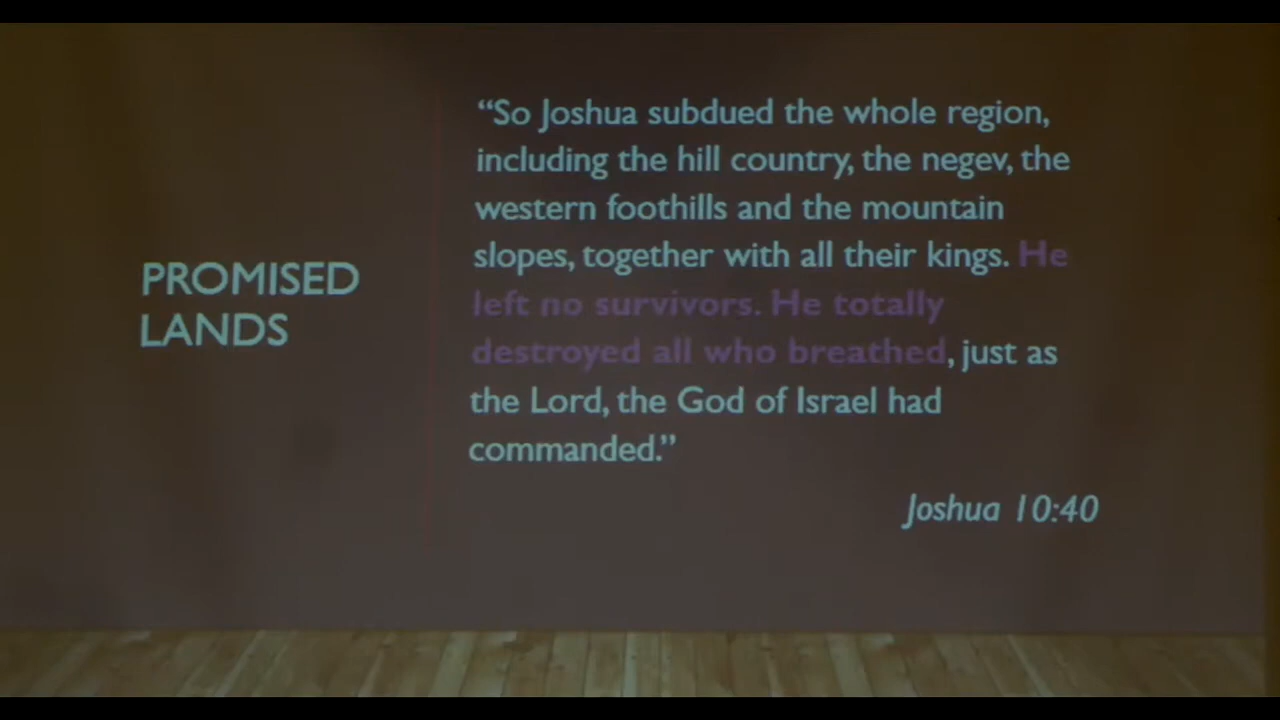 PROMISED
LANDS
“So Joshua subdued the whole region,
including the hill country, the negev, the
western foothills and the mountain
slopes, together with all their kings. He
left no survivors. He totally
destroyed all who breathed, just as
the Lord, the God of Israel had
commanded.”
Joshua 10:40